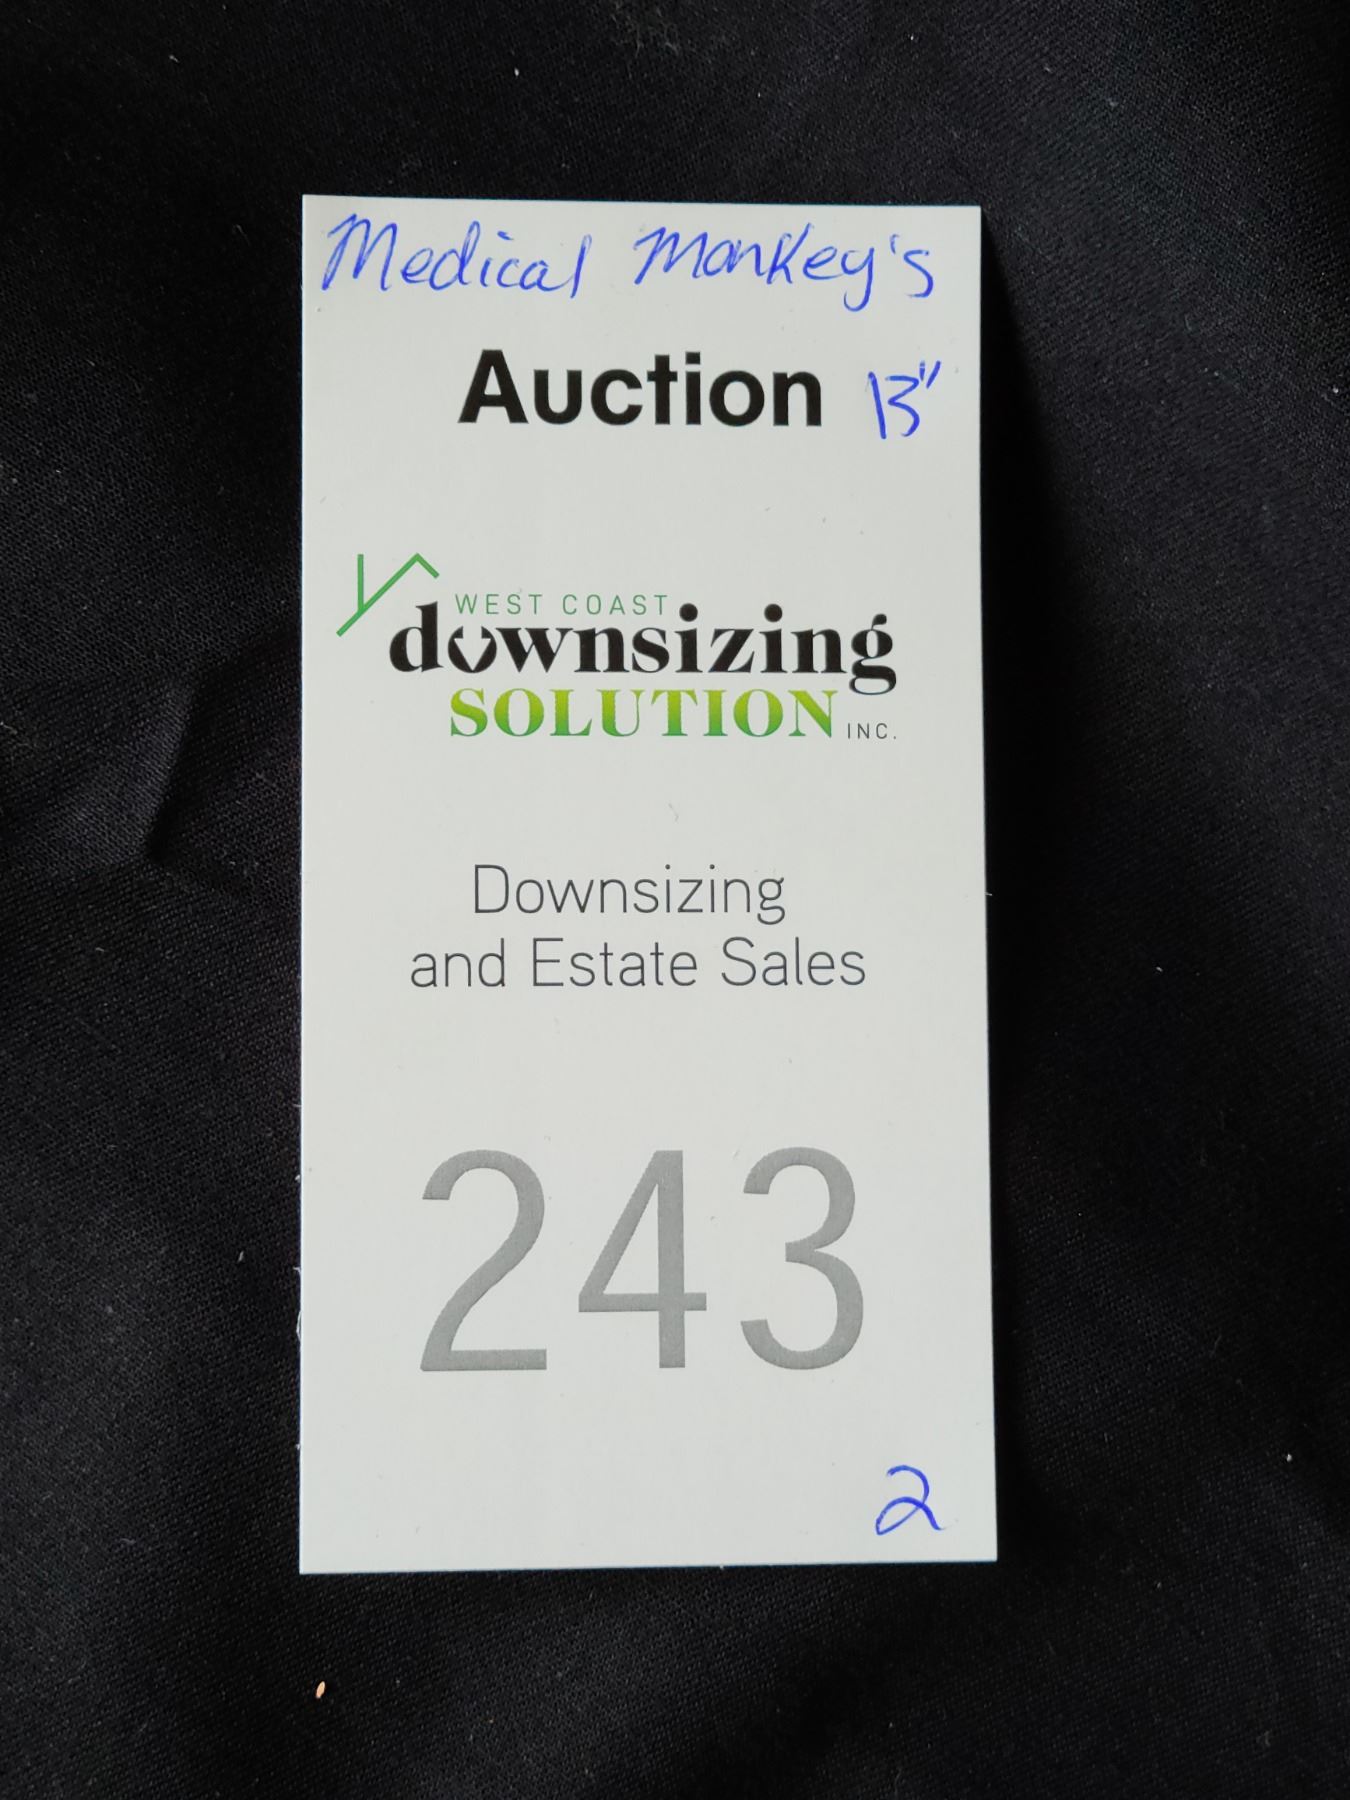 Medical Monkey's
Auction 13"
WEST COAST
downsizing
SOLUTION INC.
Downsizing
and Estate Sales
243
2